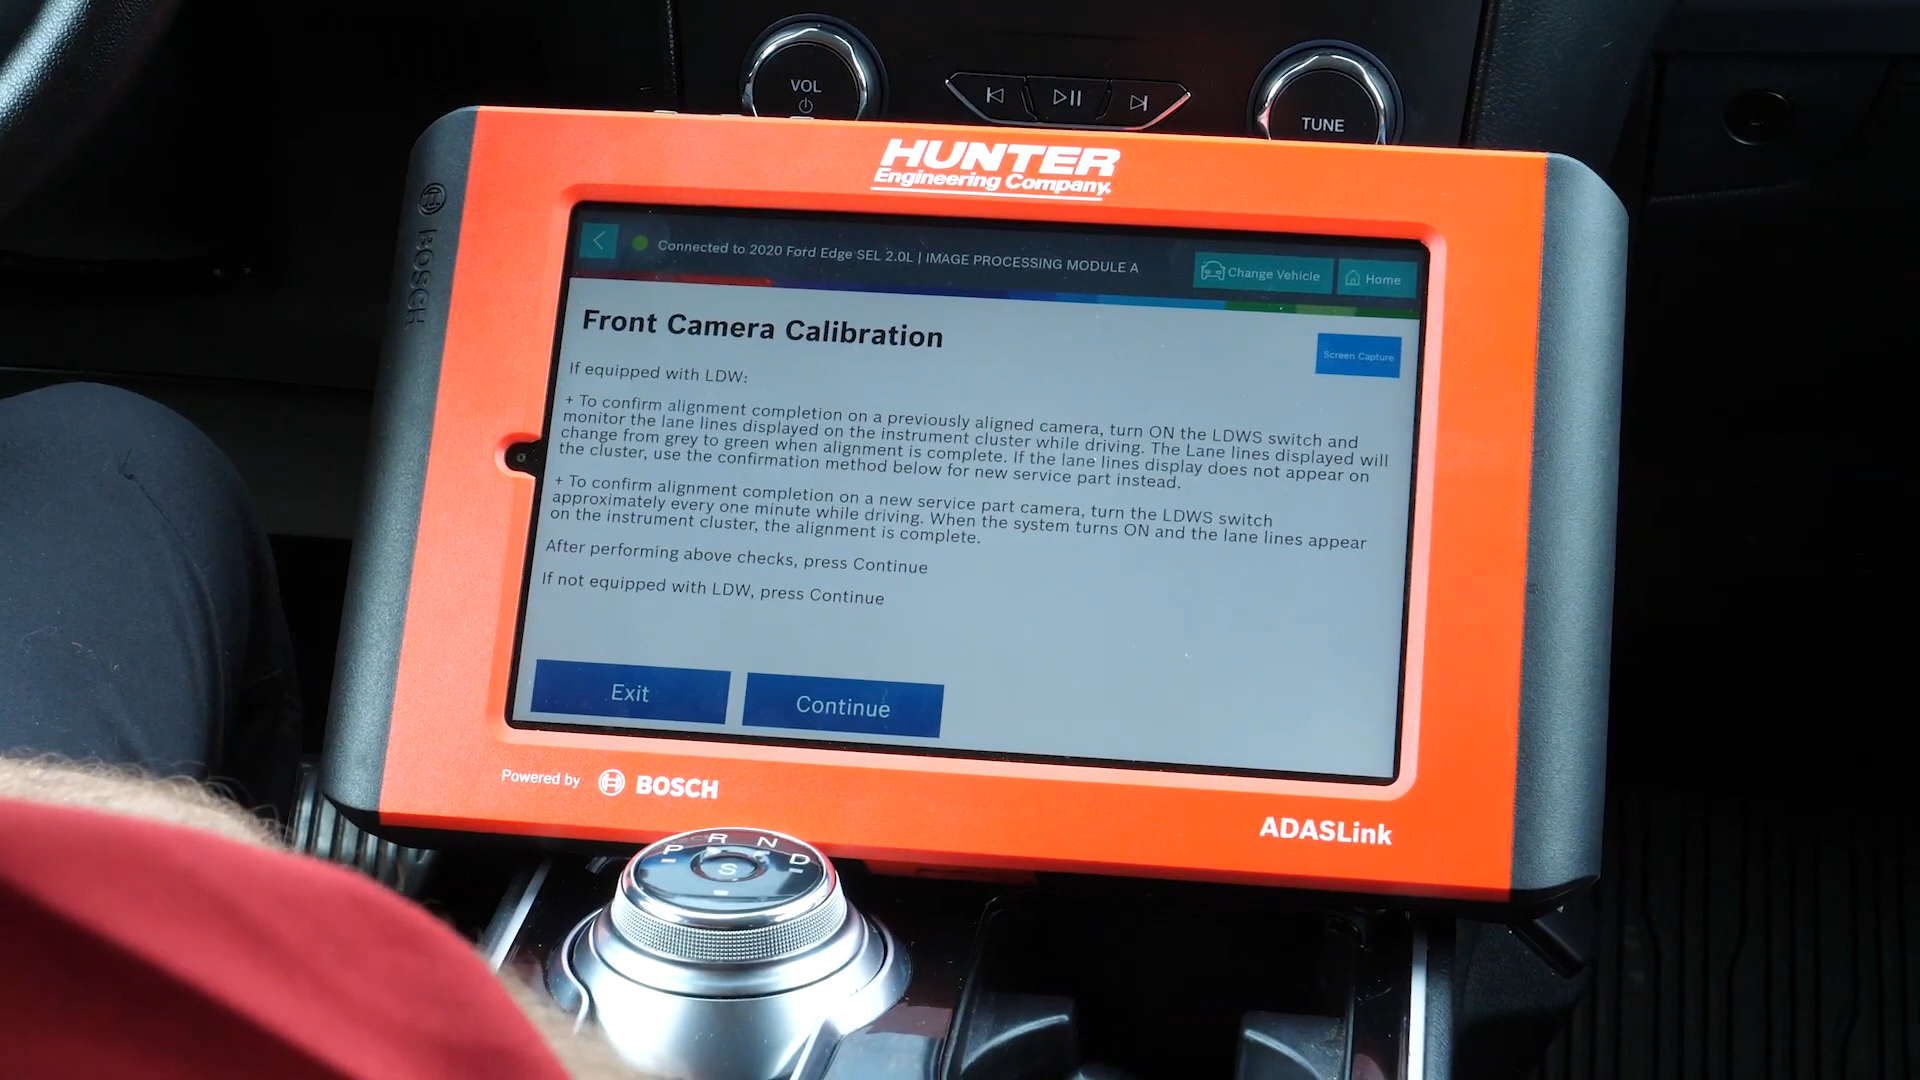 VOL
TUNE
HUNTER
Engineering Company.
BOSCH
Connected to 2020 Ford Edge SEL 2.0L | IMAGE PROCESSING MODULE A
Change Vehicle
Home
Front Camera Calibration
Screen Capture
If equipped with LDW:
+ To confirm alignment completion on a previously aligned camera, turn ON the LDWS switch and
monitor the lane lines displayed on the instrument cluster while driving. The Lane lines displayed will
change from grey to green when alignment is complete. If the lane lines display does not appear on
the cluster, use the confirmation method below for new service part instead.
+ To confirm alignment completion on a new service part camera, turn the LDWS switch
approximately every one minute while driving. When the system turns ON and the lane lines appear
on the instrument cluster, the alignment is complete.
After performing above checks, press Continue
If not equipped with LDW, press Continue
Exit
Continue
Powered by BOSCH
ADASLink
P R N D
S